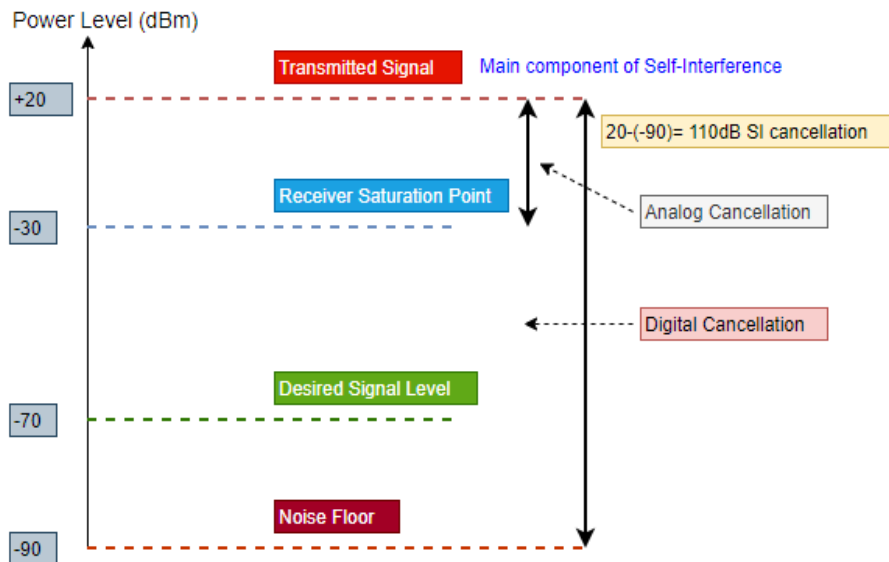 Power Level (dBm)
Transmitted Signal
Main component of Self-Interference
+20
20-(-90)= 110dB SI cancellation
Receiver Saturation Point
Analog Cancellation
-30
Digital Cancellation
Desired Signal Level
-70
Noise Floor
-90